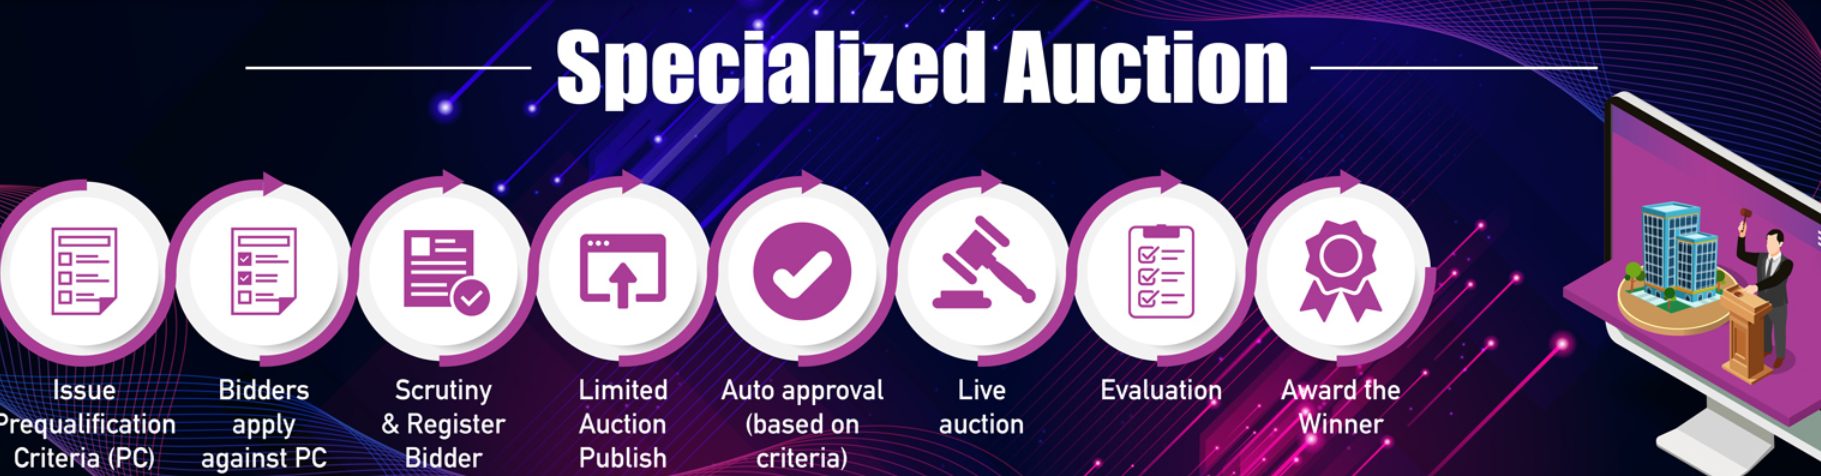 Specialized Auction
Issue
Prequalification
Criteria (PC)
Bidders
apply
against PC
Scrutiny
& Register
Bidder
Limited
Auction
Publish
Auto approval
(based on
criteria)
Live
auction
Evaluation
Award the
Winner